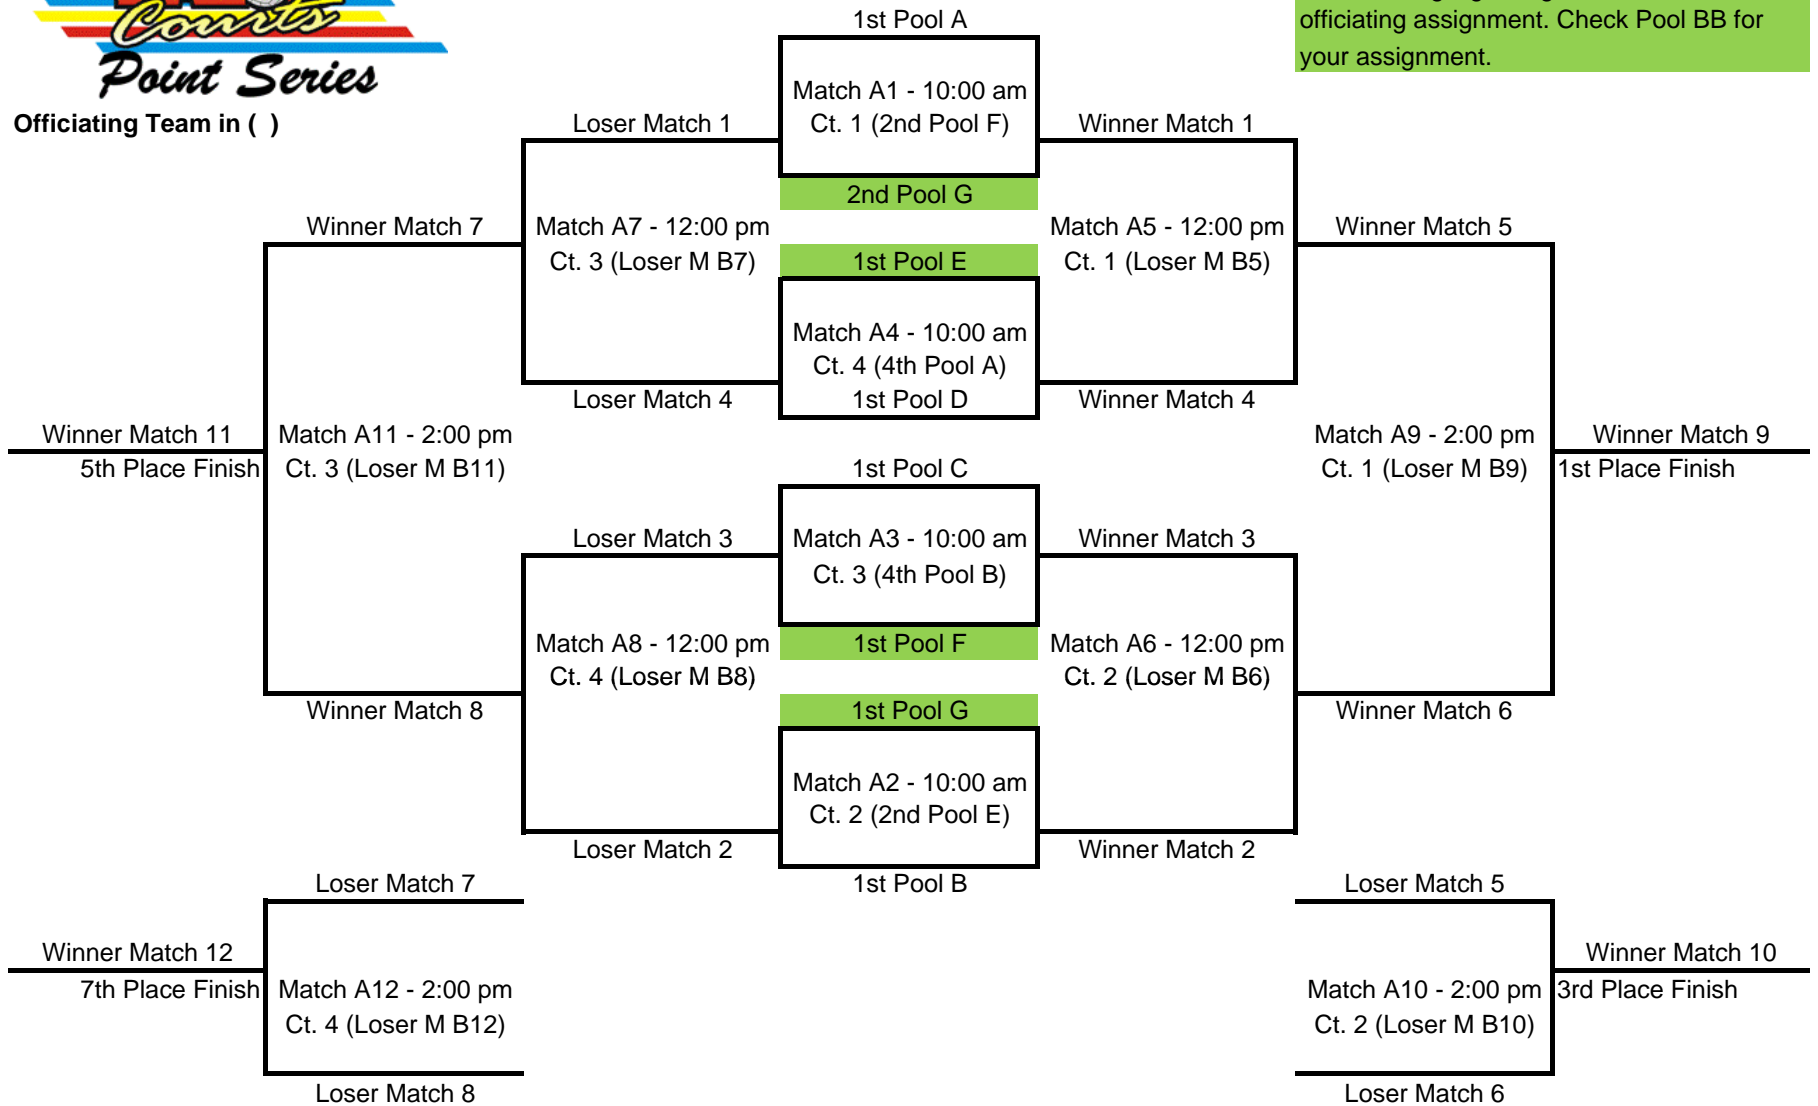 Courts
Point Series
Officiating Team in ( )
officiating assignment. Check Pool BB for
your assignment.
1st Pool A
Match A1 - 10:00 am
Ct. 1 (2nd Pool F)
Loser Match 1
Winner Match 1
2nd Pool G
Winner Match 7
Match A7 - 12:00 pm
Ct. 3 (Loser M B7)
1st Pool E
Match A5 - 12:00 pm
Ct. 1 (Loser M B5)
Winner Match 5
Match A4 - 10:00 am
Ct. 4 (4th Pool A)
Loser Match 4
1st Pool D
Winner Match 4
Winner Match 11
5th Place Finish
Match A11 - 2:00 pm
Ct. 3 (Loser M B11)
Match A9 - 2:00 pm
Ct. 1 (Loser M B9)
Winner Match 9
1st Place Finish
1st Pool C
Loser Match 3
Match A3 - 10:00 am
Ct. 3 (4th Pool B)
Winner Match 3
Match A8 - 12:00 pm
Ct. 4 (Loser M B8)
1st Pool F
Match A6 - 12:00 pm
Ct. 2 (Loser M B6)
Winner Match 8
1st Pool G
Winner Match 6
Match A2 - 10:00 am
Ct. 2 (2nd Pool E)
Loser Match 2
Winner Match 2
1st Pool B
Loser Match 7
Loser Match 5
Winner Match 12
7th Place Finish
Match A12 - 2:00 pm
Ct. 4 (Loser M B12)
Loser Match 8
Winner Match 10
3rd Place Finish
Match A10 - 2:00 pm
Ct. 2 (Loser M B10)
Loser Match 6